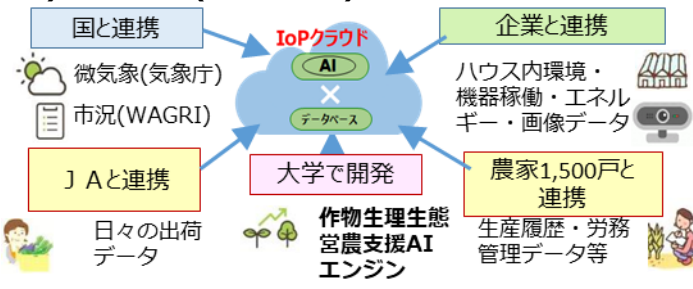 国と連携
企業と連携
IoPクラウド
AI
データベース
微気象(気象庁)
市況(WAGRI)
ハウス内環境・
機器稼働・エネル
ギー・画像データ
JAと連携
大学で開発
農家1,500戸と
連携
日々の出荷
データ
作物生理生態
営農支援AI
エンジン
生産履歴・労務
管理データ等